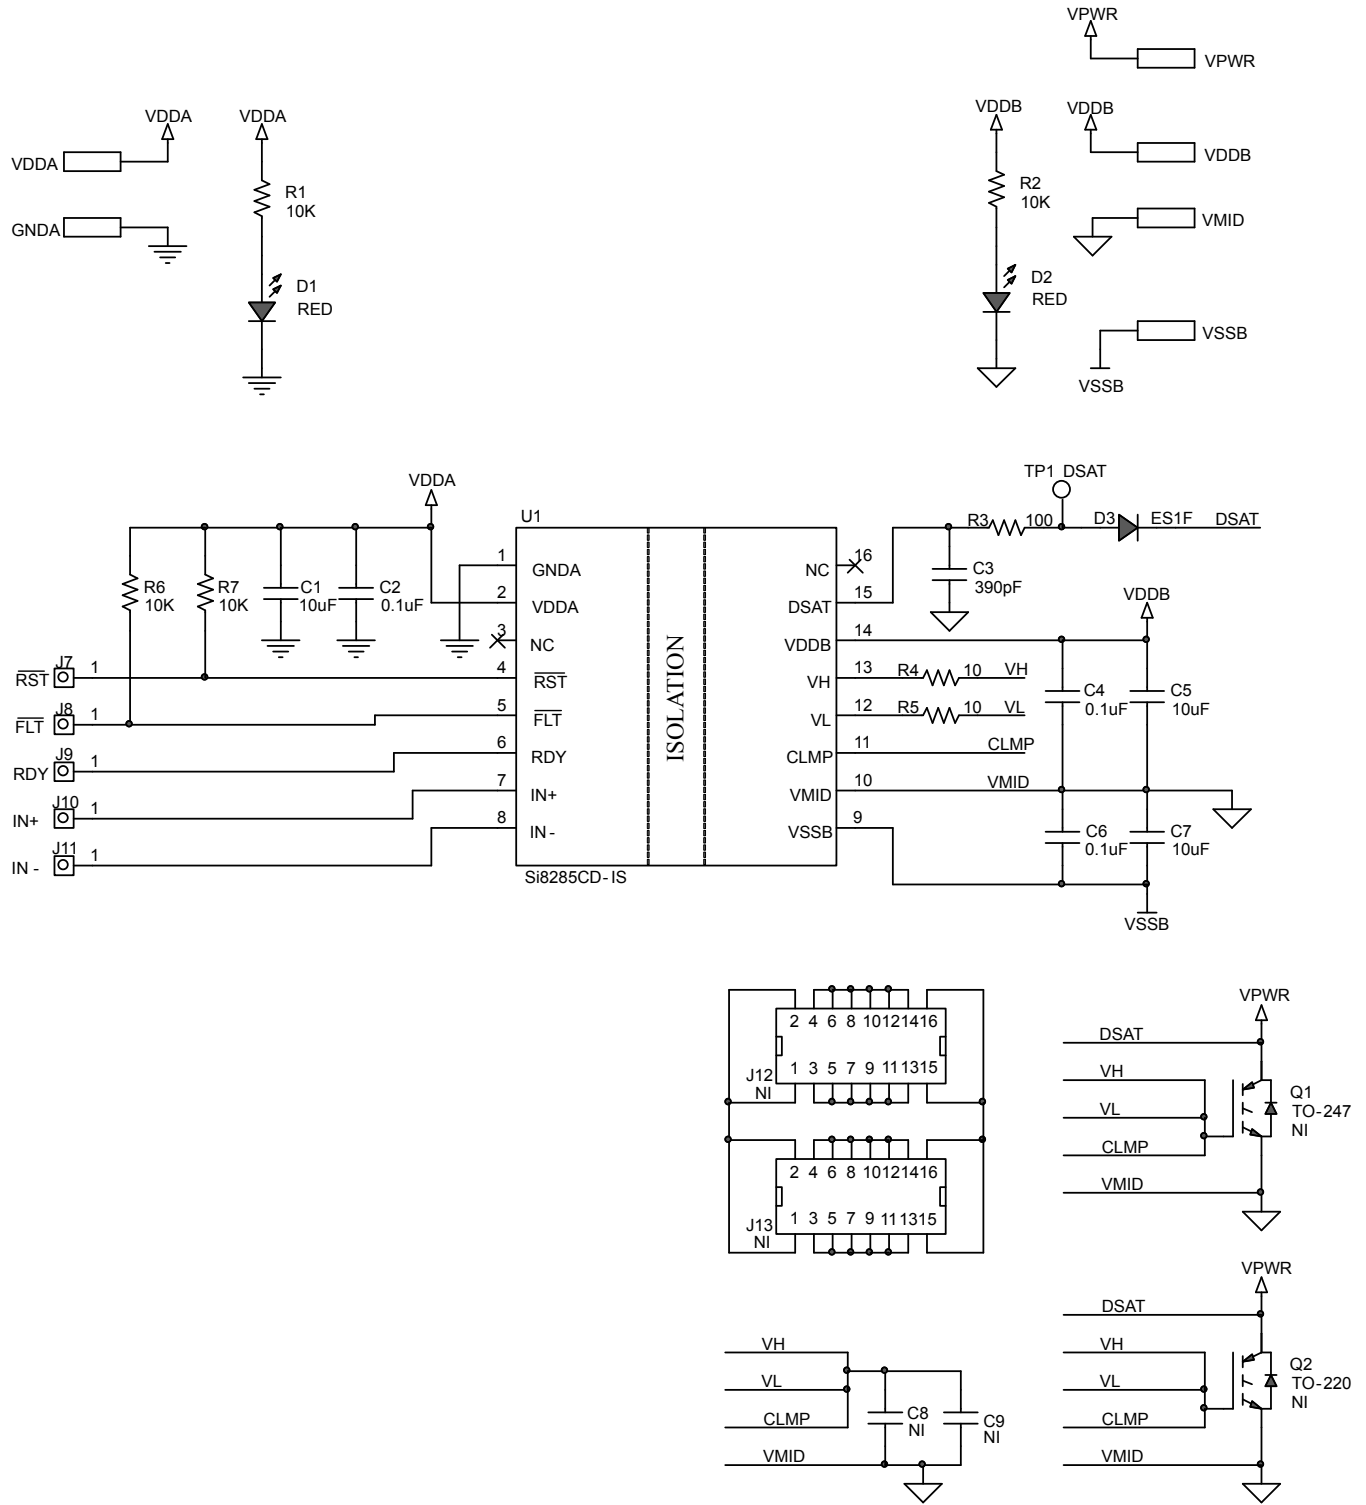 VPWR
VPWR
VDDA
VDDA
VDDB
VDDB
VDDA
VDDB
R1
10K
R2
10K
GNDA
VMID
D1
RED
D2
RED
VSSB
VSSB
TP1 DSAT
VDDA
U1
R3 100
D3 ES1F DSAT
1 GNDA
2 VDDA
3 NC
4 RST
5 FLT
6 RDY
7 IN+
8 IN -
ISOLATION
NC 16
DSAT 15
VDDB 14
VH 13 R4 10 VH
VL 12 R5 10 VL
CLMP 11 CLMP
VMID 10 VMID
VSSB 9
Si8285CD-IS
R6
10K
R7
10K
C1
10uF
C2
0.1uF
C3
390pF
VDDB
J7
RST 1
J8
FLT 1
J9
RDY 1
J10
IN+ 1
J11
IN - 1
C4
0.1uF
C5
10uF
C6
0.1uF
C7
10uF
VSSB
2 4 6 8 10 12 14 16
1 3 5 7 9 11 13 15
J12
NI
2 4 6 8 10 12 14 16
1 3 5 7 9 11 13 15
J13
NI
VPWR
DSAT
VH
VL
CLMP
VMID
Q1
TO-247
NI
VPWR
DSAT
VH
VL
CLMP
VMID
Q2
TO-220
NI
VH
VL
CLMP
VMID
C8
NI
C9
NI